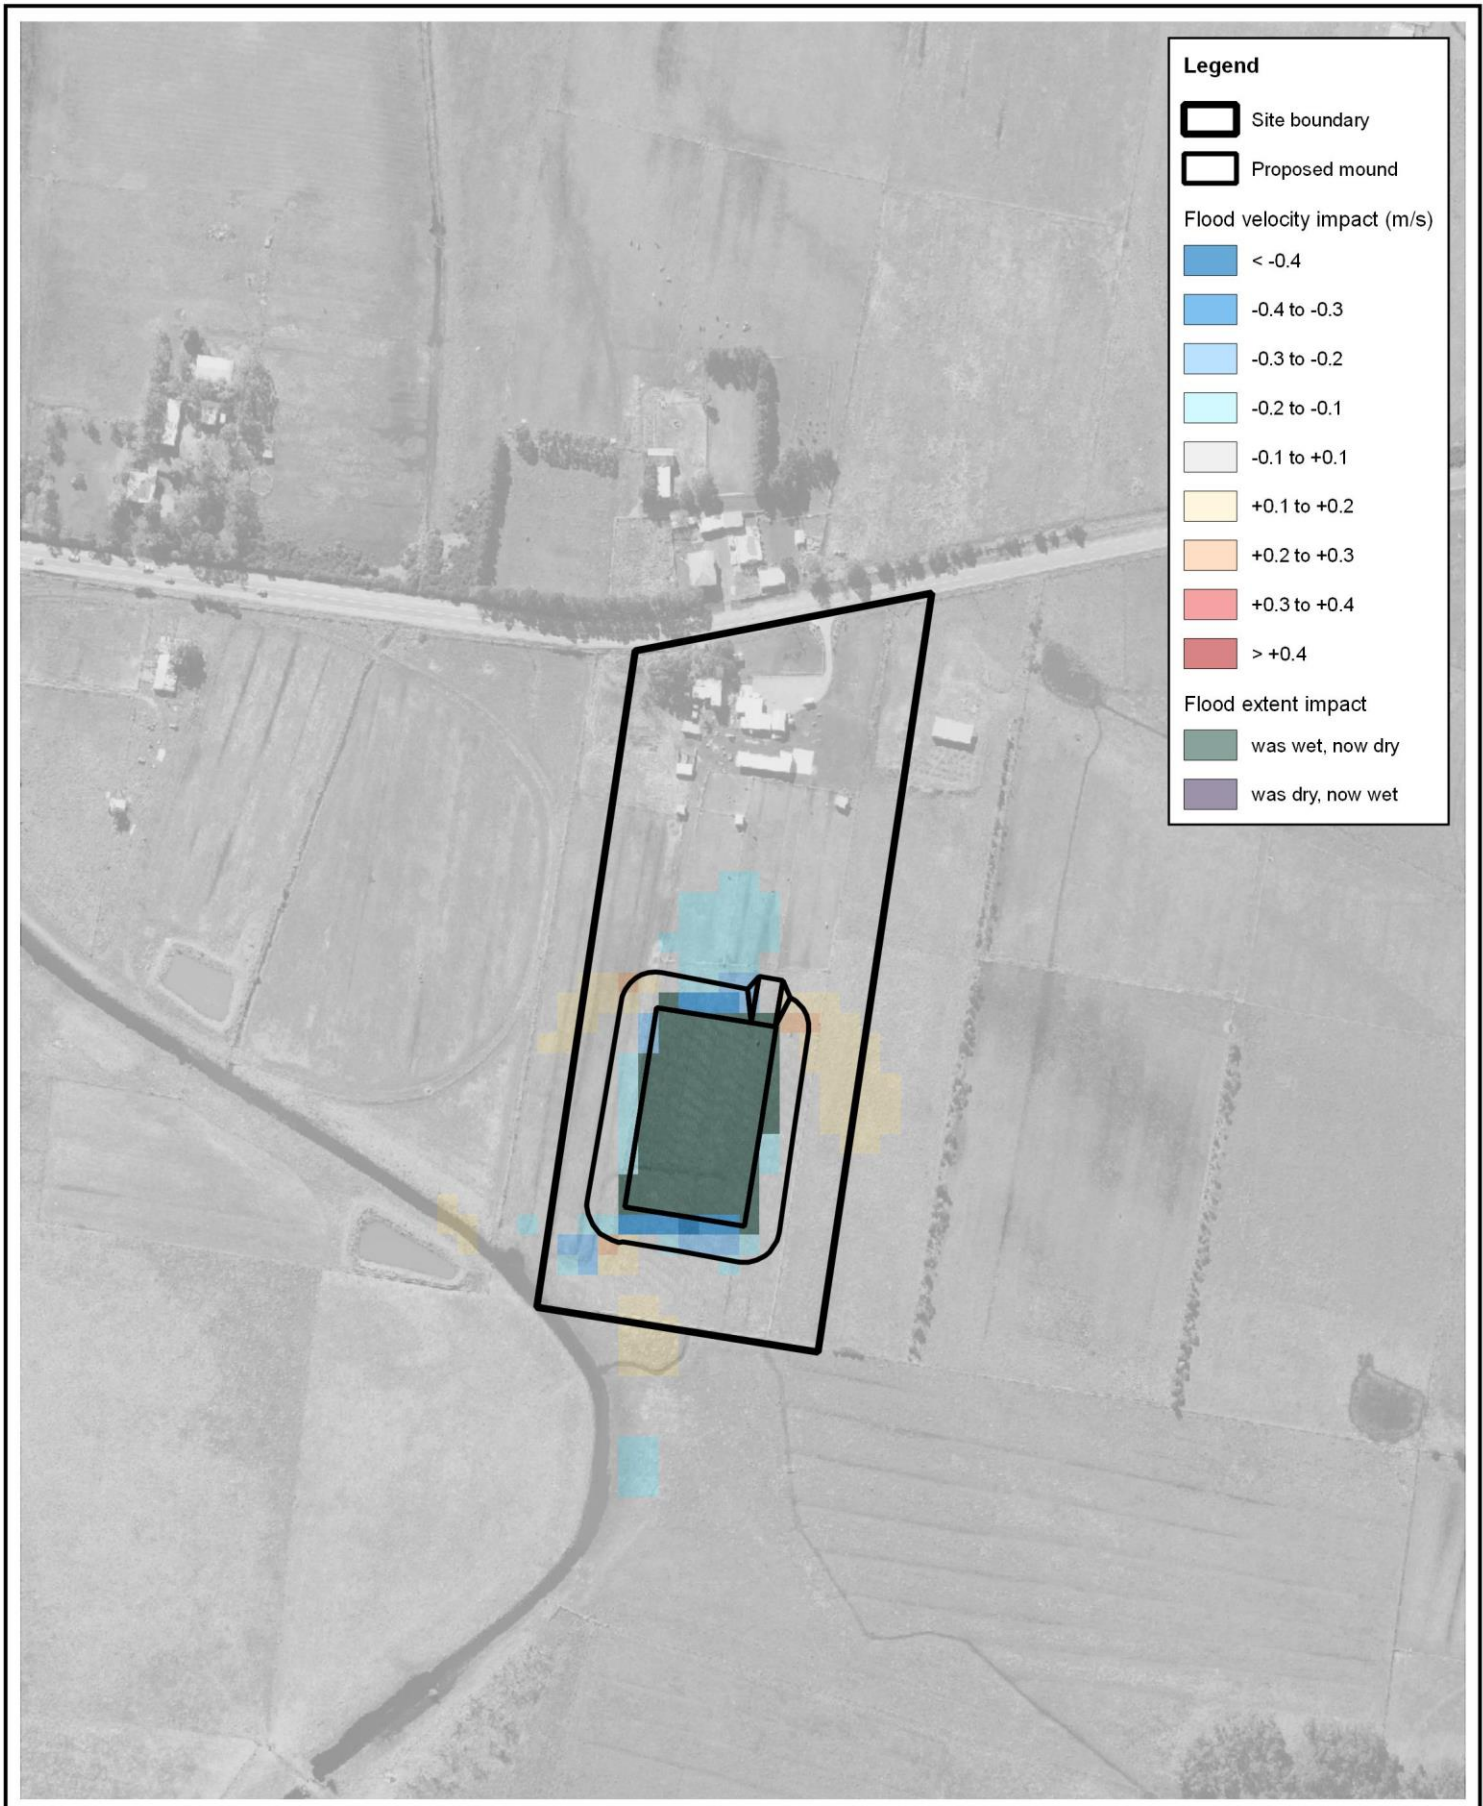 Legend
Site boundary
Proposed mound
Flood velocity impact (m/s)
< -0.4
-0.4 to -0.3
-0.3 to -0.2
-0.2 to -0.1
-0.1 to +0.1
+0.1 to +0.2
+0.2 to +0.3
+0.3 to +0.4
> +0.4
Flood extent impact
was wet, now dry
was dry, now wet